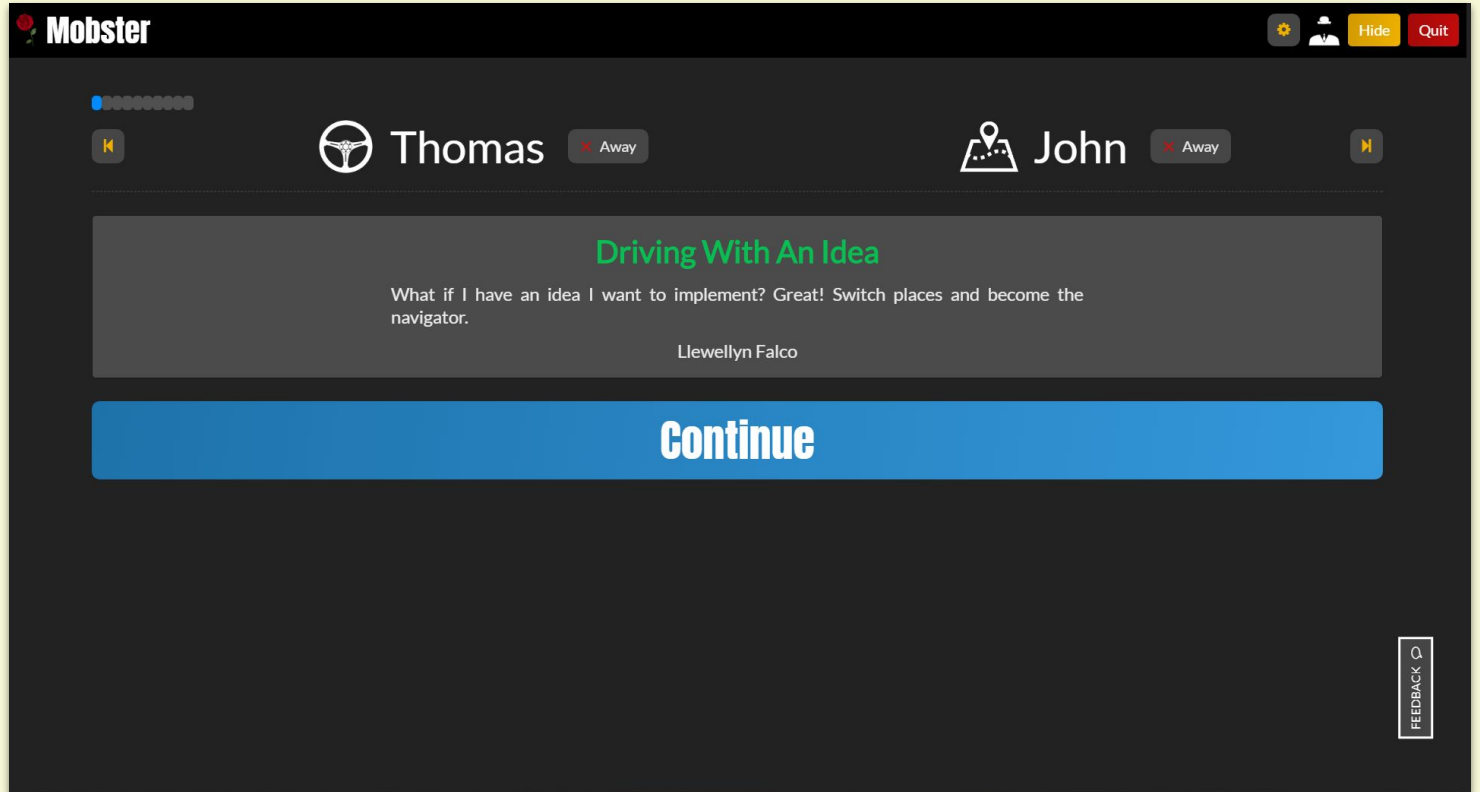 Mobster
Hide
Quit
Thomas
Away
John
Away
Driving With An Idea
What if I have an idea I want to implement? Great! Switch places and become the
navigator.
Llewellyn Falco
Continue
FEEDBACK